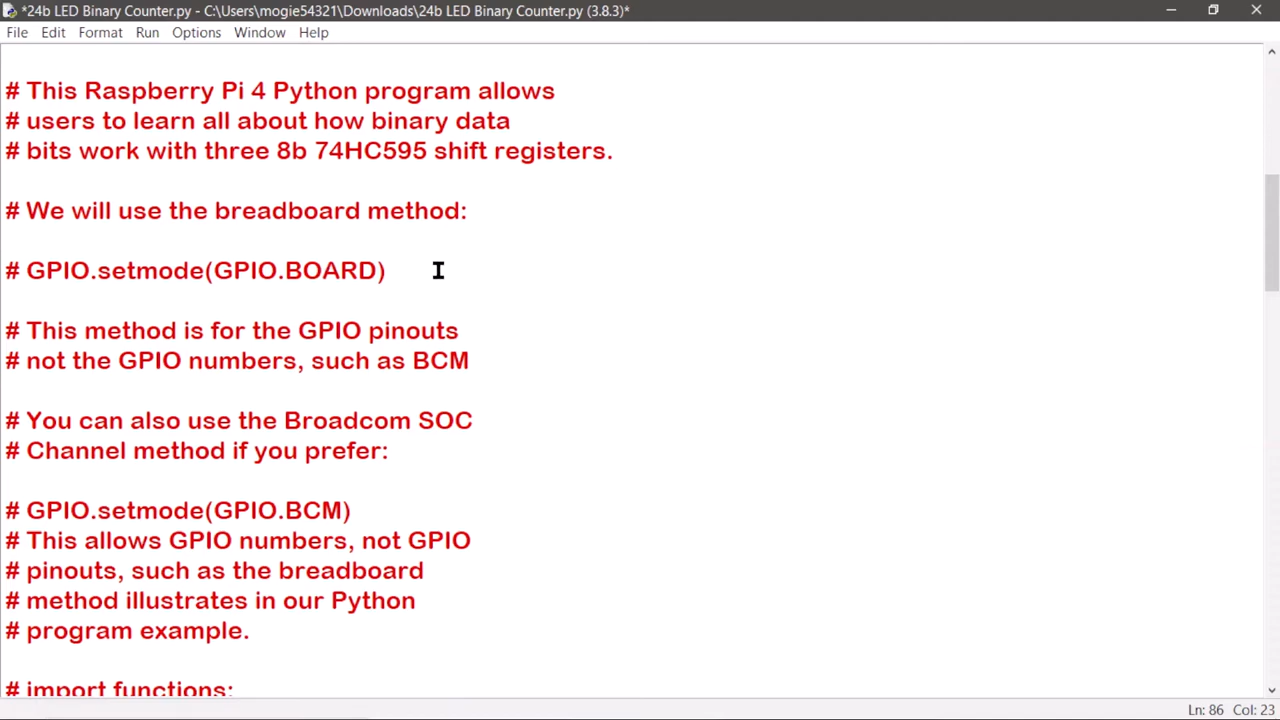 *24b LED Binary Counter.py - C:\Users\mogie54321\Downloads\24b LED Binary Counter.py (3.8.3)*
File Edit Format Run Options Window Help
# This Raspberry Pi 4 Python program allows
# users to learn all about how binary data
# bits work with three 8b 74HC595 shift registers.
# We will use the breadboard method:
# GPIO.setmode(GPIO.BOARD)
# This method is for the GPIO pinouts
# not the GPIO numbers, such as BCM
# You can also use the Broadcom SOC
# Channel method if you prefer:
# GPIO.setmode(GPIO.BCM)
# This allows GPIO numbers, not GPIO
# pinouts, such as the breadboard
# method illustrates in our Python
# program example.
# import functions:
Ln: 86 Col: 23